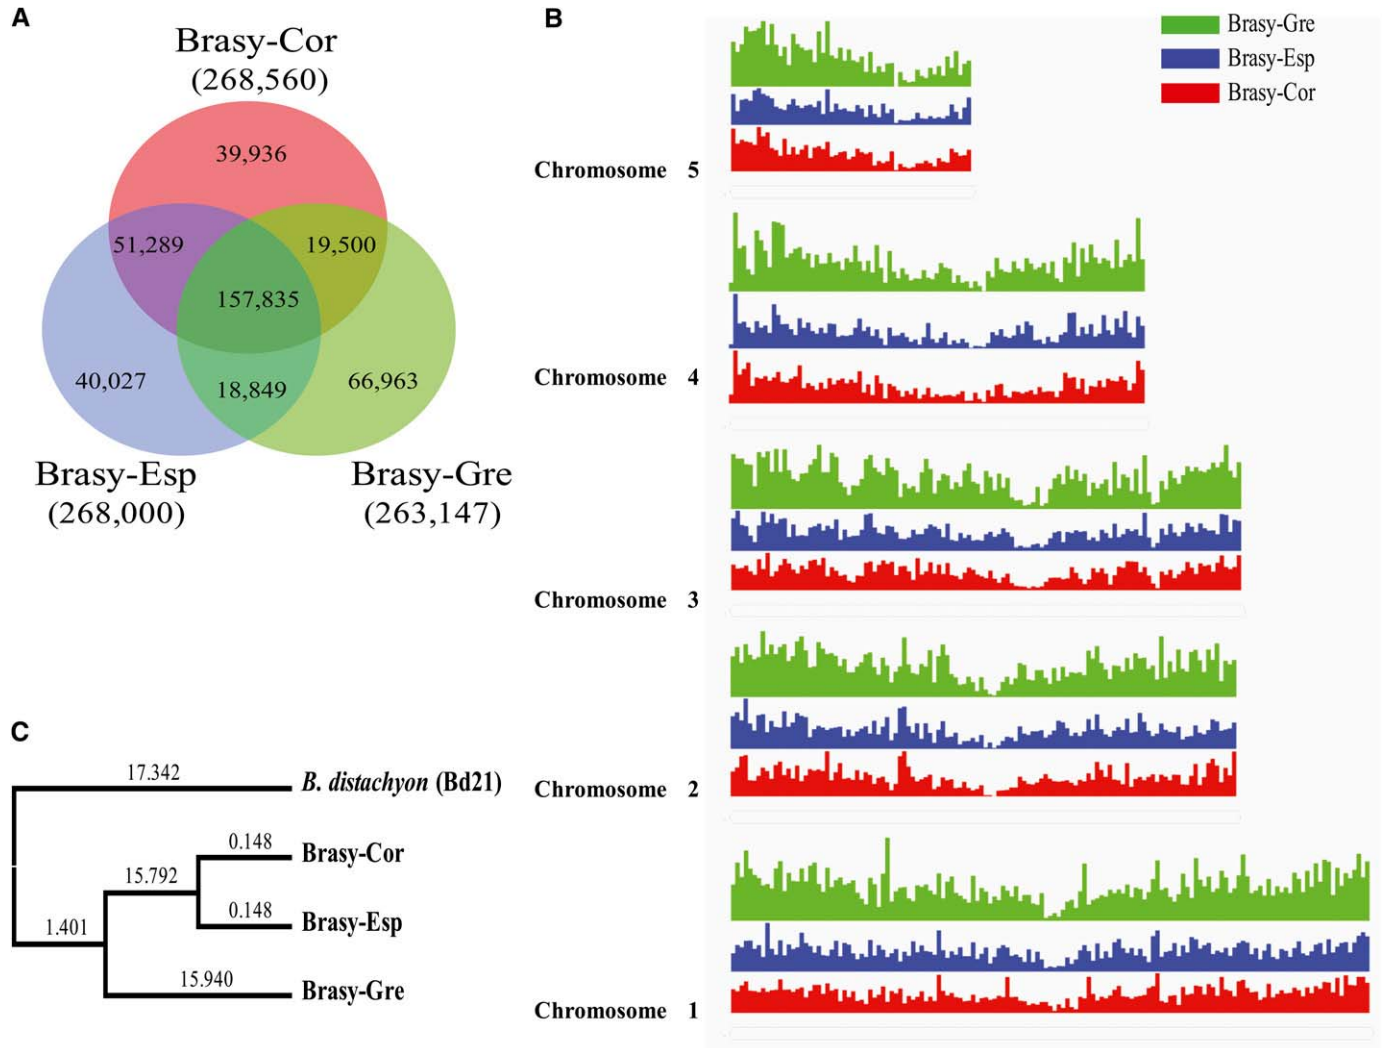 A
Brasy-Cor
(268,560)
39,936
51,289
19,500
157,835
40,027
18,849
66,963
Brasy-Esp
(268,000)
Brasy-Gre
(263,147)
B
Brasy-Gre
Brasy-Esp
Brasy-Cor
Chromosome 5
Chromosome 4
Chromosome 3
Chromosome 2
Chromosome 1
C
17.342
B. distachyon (Bd21)
0.148
Brasy-Cor
15.792
0.148
Brasy-Esp
1.401
15.940
Brasy-Gre